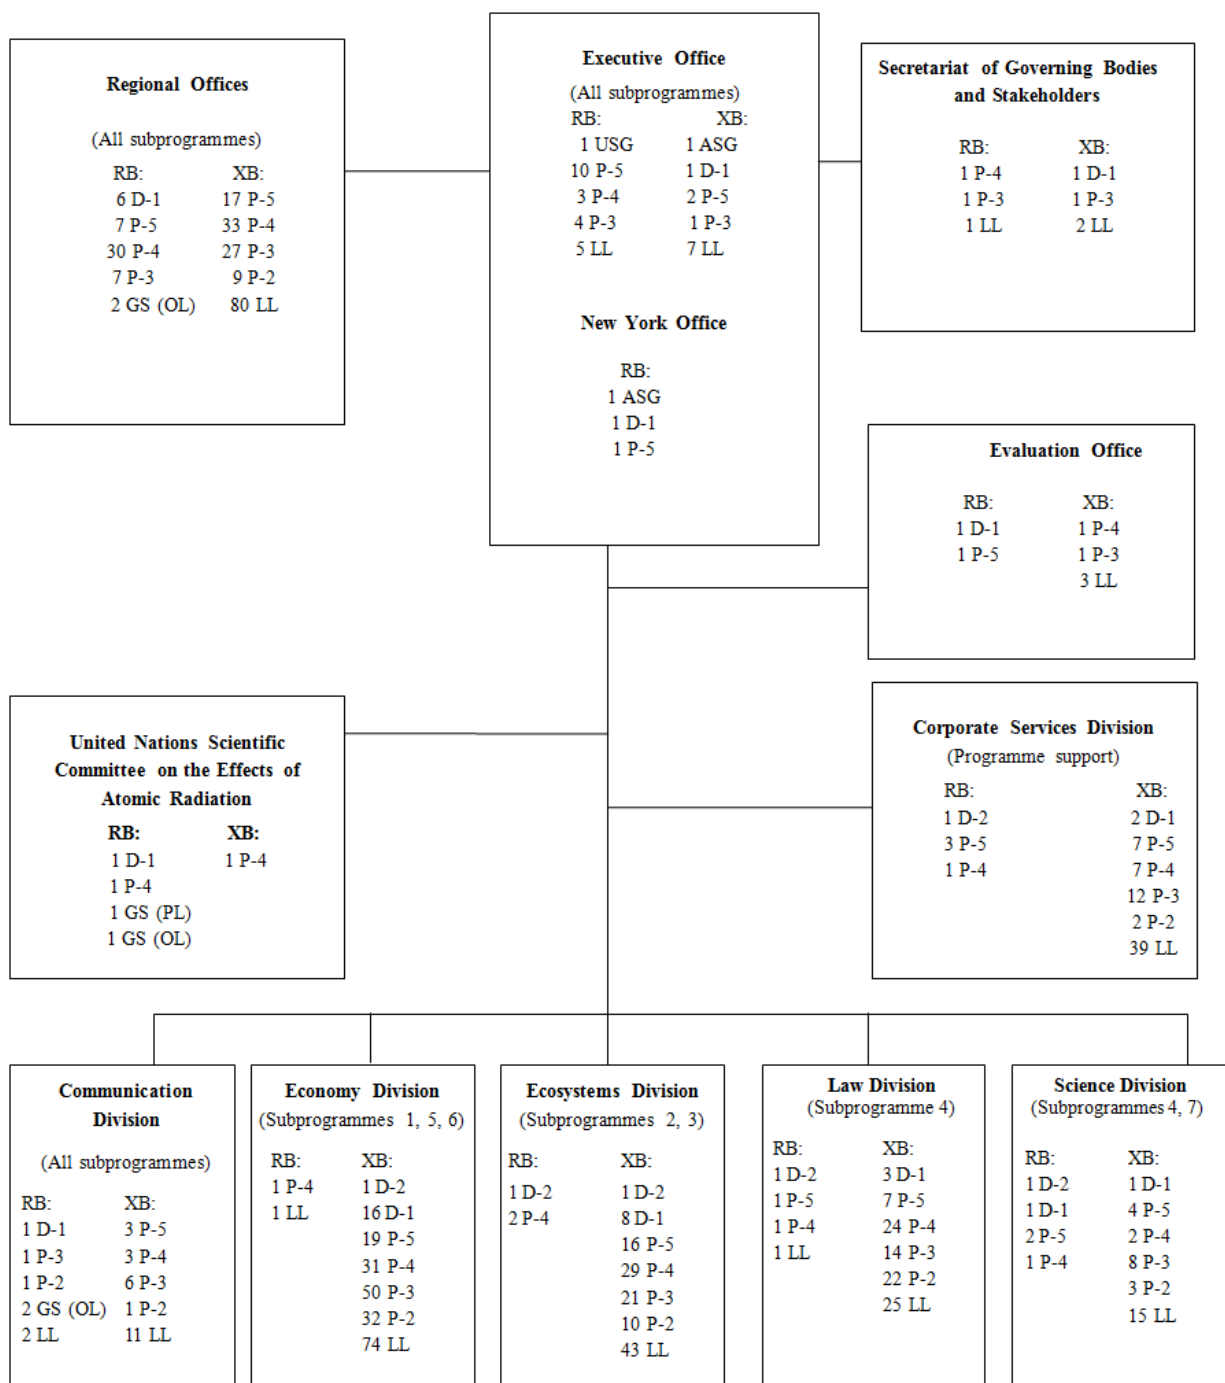 Regional Offices
(All subprogrammes)
RB: XB:
6 D-1 17 P-5
7 P-5 33 P-4
30 P-4 27 P-3
7 P-3 9 P-2
2 GS (OL) 80 LL
Executive Office
(All subprogrammes)
RB: XB:
1 USG 1 ASG
10 P-5 1 D-1
3 P-4 2 P-5
4 P-3 1 P-3
5 LL 7 LL
New York Office
RB:
1 ASG
1 D-1
1 P-5
Secretariat of Governing Bodies
and Stakeholders
RB: XB:
1 P-4 1 D-1
1 P-3 1 P-3
1 LL 2 LL
Evaluation Office
RB: XB:
1 D-1 1 P-4
1 P-5 1 P-3
3 LL
United Nations Scientific
Committee on the Effects of
Atomic Radiation
RB: XB:
1 D-1 1 P-4
1 P-4
1 GS (PL)
1 GS (OL)
Corporate Services Division
(Programme support)
RB: XB:
1 D-2 2 D-1
3 P-5 7 P-5
1 P-4 7 P-4
12 P-3
2 P-2
39 LL
Communication
Division
(All subprogrammes)
RB: XB:
1 D-1 3 P-5
1 P-3 3 P-4
1 P-2 6 P-3
2 GS (OL) 1 P-2
2 LL 11 LL
Economy Division
(Subprogrammes 1, 5, 6)
RB: XB:
1 P-4 1 D-2
1 LL 16 D-1
19 P-5
31 P-4
50 P-3
32 P-2
74 LL
Ecosystems Division
(Subprogrammes 2, 3)
RB: XB:
1 D-2 1 D-2
2 P-4 8 D-1
16 P-5
29 P-4
21 P-3
10 P-2
43 LL
Law Division
(Subprogramme 4)
RB: XB:
1 D-2 3 D-1
1 P-5 7 P-5
1 P-4 24 P-4
1 LL 14 P-3
22 P-2
25 LL
Science Division
(Subprogrammes 4, 7)
RB: XB:
1 D-2 1 D-1
1 D-1 4 P-5
2 P-5 2 P-4
1 P-4 8 P-3
3 P-2
15 LL